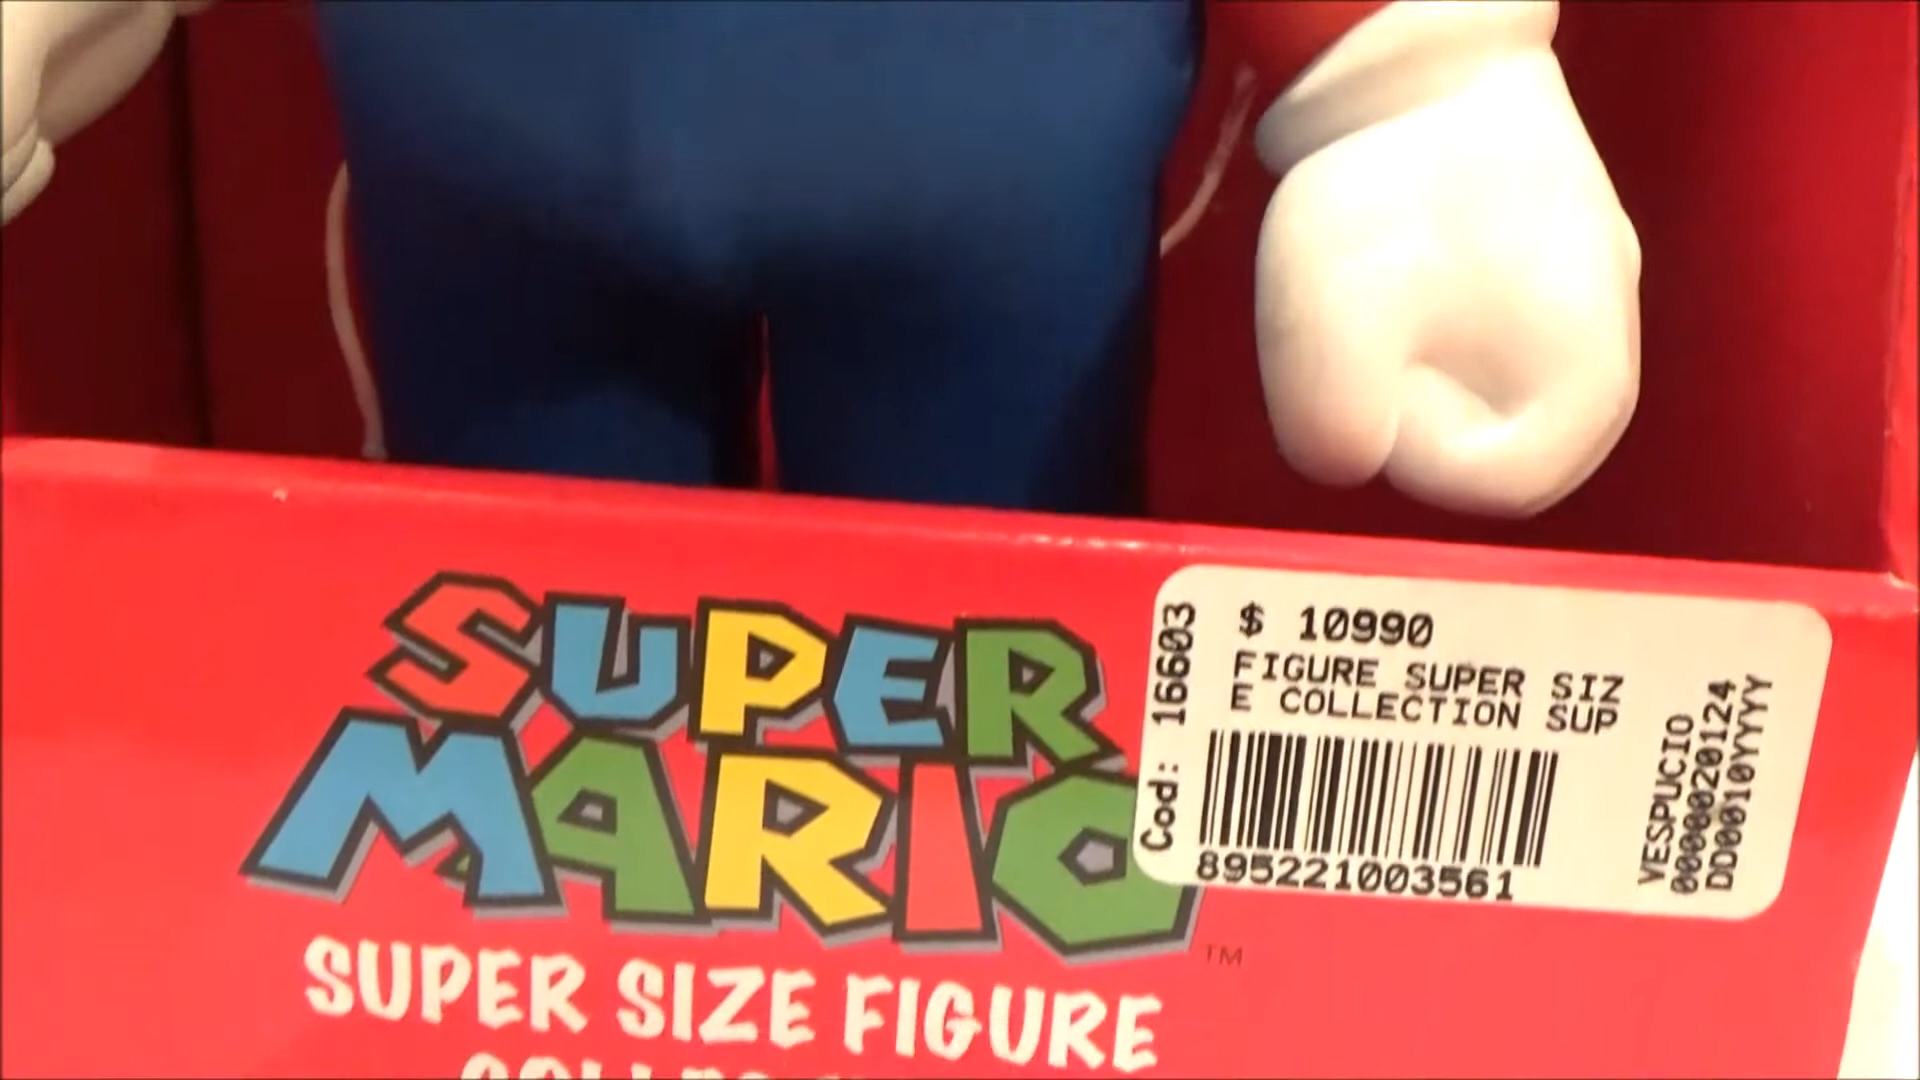 SUPER
MARIO
TM
SUPER SIZE FIGURE
Cod: 16603
$ 10990
FIGURE SUPER SIZ
E COLLECTION SUP
895221003561
VESPUCIO
0000020124
DD0010YYYY